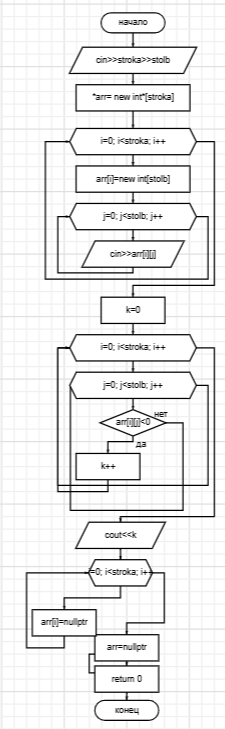 начало
cin>>stroka>>stolb
*arr= new int*[stroka]
i=0; i<stroka; i++
arr[i]=new int[stolb]
j=0; j<stolb; j++
cin>>arr[i][j]
k=0
i=0; i<stroka; i++
j=0; j<stolb; j++
нет
arr[i][j]<0
да
k++
cout<<k
i=0; i<stroka; i++
arr[i]=nullptr
arr=nullptr
return 0
конец